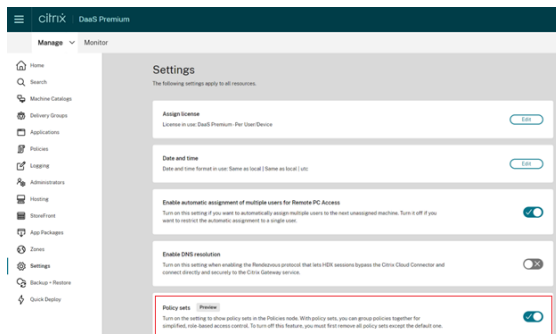 citrix | DaaS Premium
Manage Monitor
Home
Search
Machine Catalogs
Delivery Groups
Applications
Policies
Logging
Administrators
Hosting
StoreFront
App Packages
Zones
Settings
Backup + Restore
Quick Deploy
Settings
The following settings apply to all resources.
Assign license
License in use: DaaS Premium - Per User/Device
Edit
Date and time
Date and time format in use: Same as local | Same as local | utc
Edit
Enable automatic assignment of multiple users for Remote PC Access
Turn on this setting if you want to automatically assign multiple users to the next unassigned machine. Turn it off if you
want to restrict the automatic assignment to a single user.
Enable DNS resolution
Turn on this setting when enabling the Rendezvous protocol that lets HDX sessions bypass the Citrix Cloud Connector and
connect directly and securely to the Citrix Gateway service.
Policy sets Preview
Turn on the setting to show policy sets in the Policies node. With policy sets, you can group policies together for
simplified, role-based access control. To turn off this feature, you must first remove all policy sets except the default one.